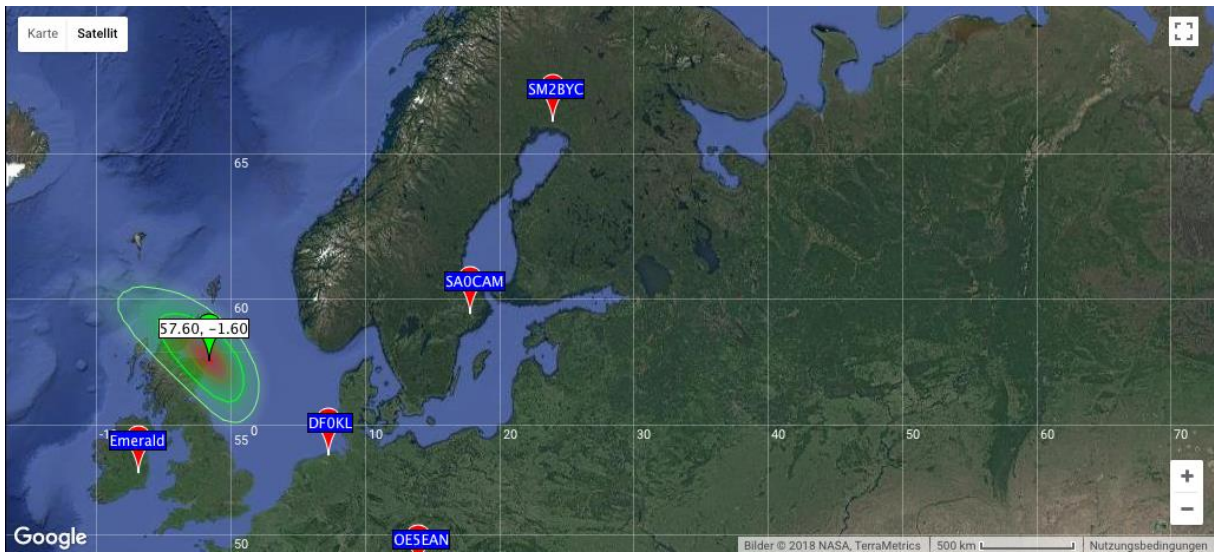 Karte Satellit
SM2BYC
65
SA0CAM
60
57.60, −1.60
DF0KL
Emerald
-1
55
0
10
20
30
40
50
60
70
OE5EAN
50
Google
Bilder © 2018 NASA, TerraMetrics
500 km
Nutzungsbedingungen
+
−